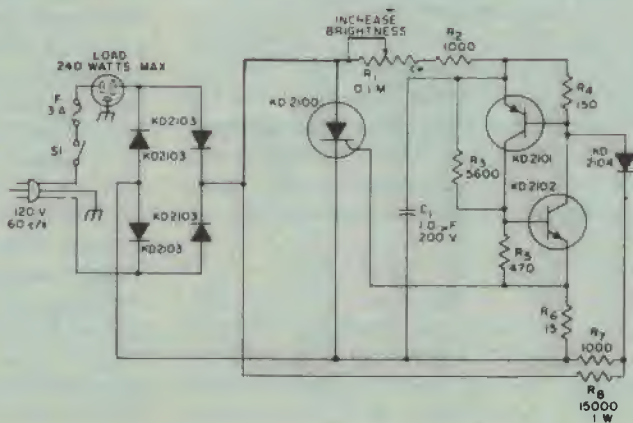 INCREASE
BRIGHTNESS
LOAD
240 WATTS MAX
F
3 A
S1
120 V
60 c/s
KD2103
KD2103
KD2103
KD2103
KD2100
R1
0.1 M
R2
1000
R4
150
KD2101
KD
2104
R3
5600
KD2102
C1
1.0 µF
200 V
R5
470
R6
15
R7
1000
R8
15000
1 W